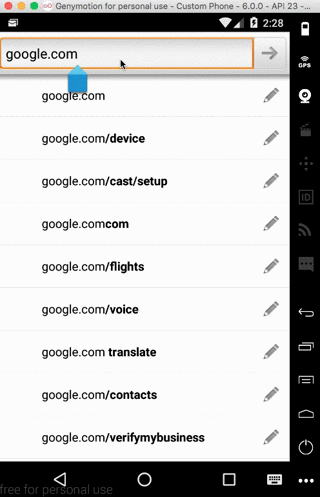 Genymotion for personal use - Custom Phone - 6.0.0 - API 23 -...
2:28
google.com
GPS
google.com
google.com/device
google.com/cast/setup
google.comcom
ID
google.com/flights
google.com/voice
google.com translate
google.com/contacts
google.com/verifymybusiness
free for personal use